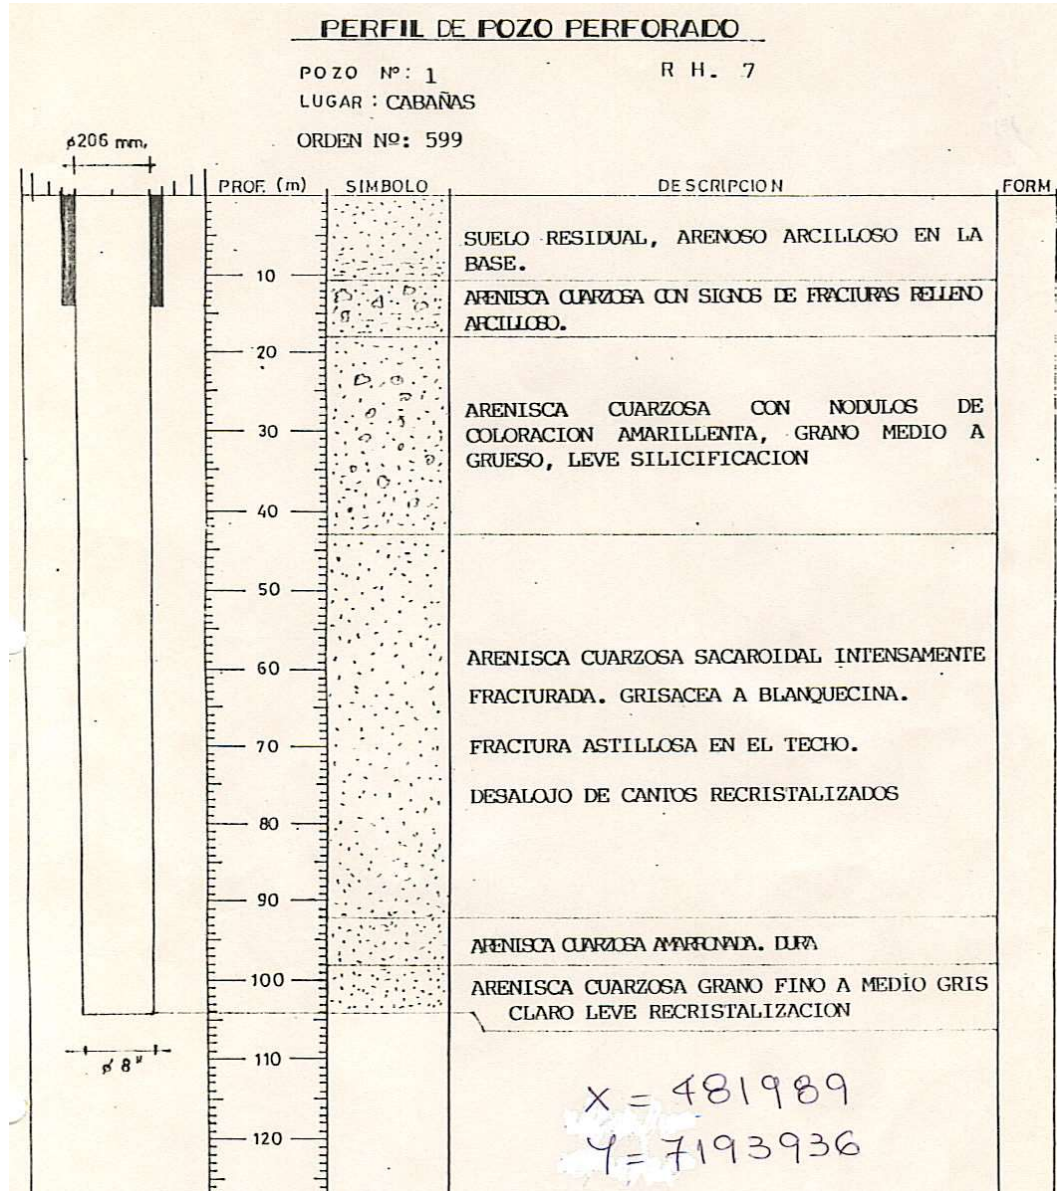 PERFIL DE POZO PERFORADO
POZO Nº: 1
R H. 7
LUGAR : CABAÑAS
ORDEN Nº: 599
ø206 mm,
PROF. (m) SIMBOLO DESCRIPCION FORM
SUELO RESIDUAL, ARENOSO ARCILLOSO EN LA
BASE.
10
ARENISCA CUARZOSA CON SIGNOS DE FRACTURAS RELLENO
ARCILLOSO.
20
ARENISCA CUARZOSA CON NODULOS DE
COLORACION AMARILLENTA, GRANO MEDIO A
GRUESO, LEVE SILICIFICACION
30
40
50
ARENISCA CUARZOSA SACAROIDAL INTENSAMENTE
60
FRACTURADA. GRISACEA A BLANQUECINA.
FRACTURA ASTILLOSA EN EL TECHO.
70
DESALOJO DE CANTOS RECRISTALIZADOS
80
90
ARENISCA CUARZOSA AMARRONADA. DURA
100
ARENISCA CUARZOSA GRANO FINO A MEDIO GRIS
CLARO LEVE RECRISTALIZACION
ø 8"
110
120
X = 481989
Y = 7193936